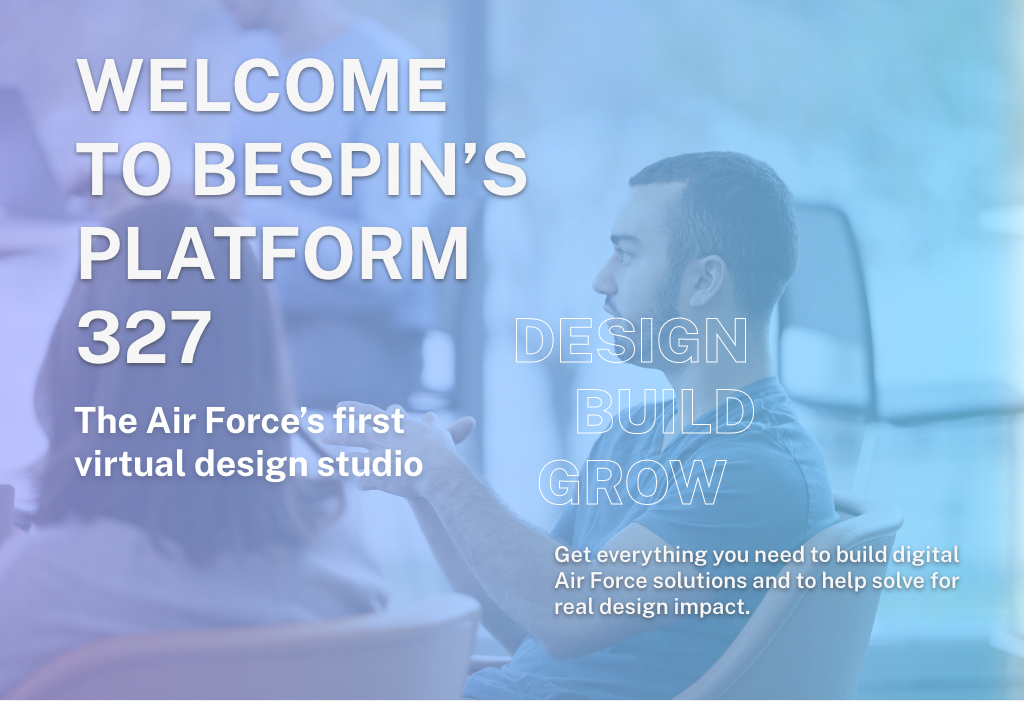 WELCOME
TO BESPIN’S
PLATFORM
327
The Air Force’s first
virtual design studio
DESIGN
BUILD
GROW
Get everything you need to build digital
Air Force solutions and to help solve for
real design impact.